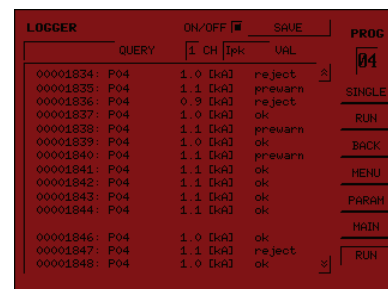 LOGGER ON/OFF SAVE PROG
QUERY 1 CH Ipk VAL 04
00001834: P04 1.0 [kA] reject
00001835: P04 1.1 [kA] prewarn
00001836: P04 0.9 [kA] reject
00001837: P04 1.0 [kA] ok
00001838: P04 1.1 [kA] prewarn
00001839: P04 1.0 [kA] ok
00001840: P04 1.1 [kA] prewarn
00001841: P04 1.1 [kA] ok
00001842: P04 1.1 [kA] ok
00001843: P04 1.1 [kA] ok
00001844: P04 1.1 [kA] ok
00001846: P04 1.0 [kA] ok
00001847: P04 1.1 [kA] reject
00001848: P04 1.0 [kA] ok
SINGLE
RUN
BACK
MENU
PARAM
MAIN
RUN